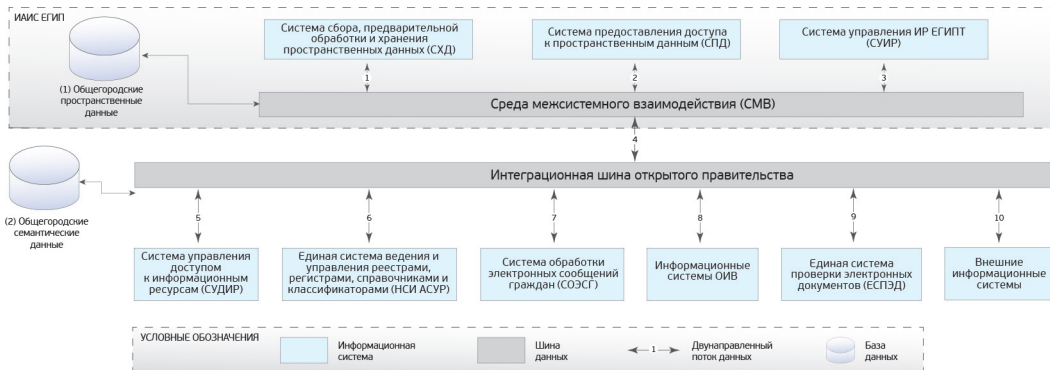 ИАИС ЕГИП
Система сбора, предварительной
обработки и хранения
пространственных данных (СХД)
Система предоставления доступа
к пространственным данным (СПД)
Система управления ИР ЕГИПТ
(СУИР)
(1) Общегородские
пространственные
данные
1
2
3
Среда межсистемного взаимодействия (СМВ)
4
Интеграционная шина открытого правительства
(2) Общегородские
семантические
данные
5
6
7
8
9
10
Система управления
доступом
к информационным
ресурсам (СУДИР)
Единая система ведения и
управления реестрами,
регистрами, справочниками и
классификаторами (НСИ АСУР)
Система обработки
электронных сообщений
граждан (СОЭСГ)
Информационные
системы ОИВ
Единая система
проверки электронных
документов (ЕСПЭД)
Внешние
информационные
системы
УСЛОВНЫЕ ОБОЗНАЧЕНИЯ
Информационная
система
Шина
данных
1
Двунаправленный
поток данных
База
данных